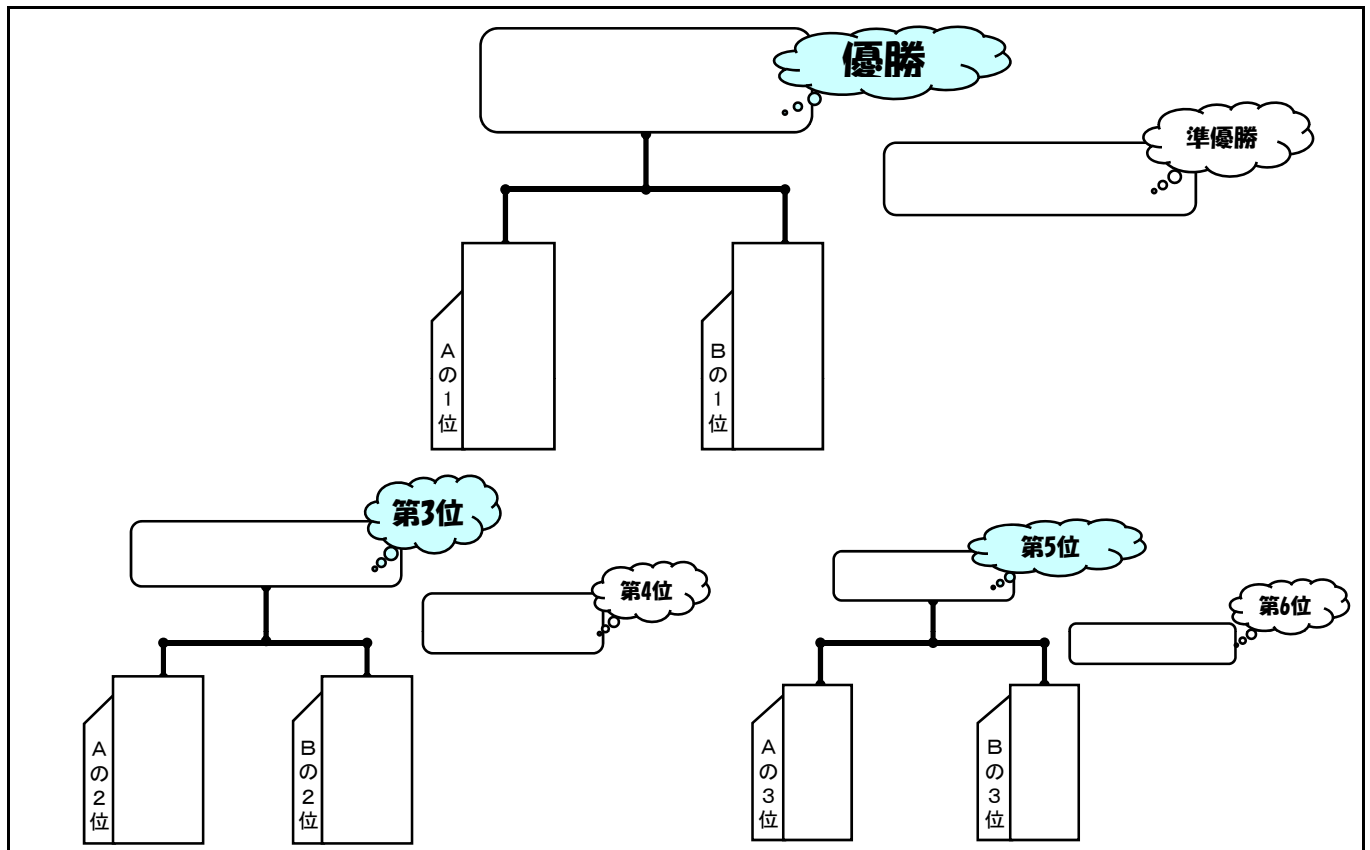 優勝
準優勝
Aの1位
Bの1位
第3位
第4位
第5位
第6位
Aの2位
Bの2位
Aの3位
Bの3位